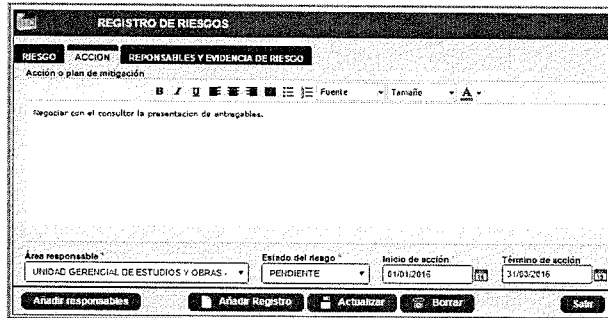 REGISTRO DE RIESGOS
RIESGO ACCION REPONSABLES Y EVIDENCIA DE RIESGO
Acción o plan de mitigación
B I U Fuente Tamaño A
Negociar con el consultor la presentacion de entregables.
Área responsable * Estado del riesgo * Inicio de acción Término de acción
UNIDAD GERENCIAL DE ESTUDIOS Y OBRAS - PENDIENTE 01/01/2016 31/03/2016
Añadir responsables Añadir Registro Actualizar Borrar Salir